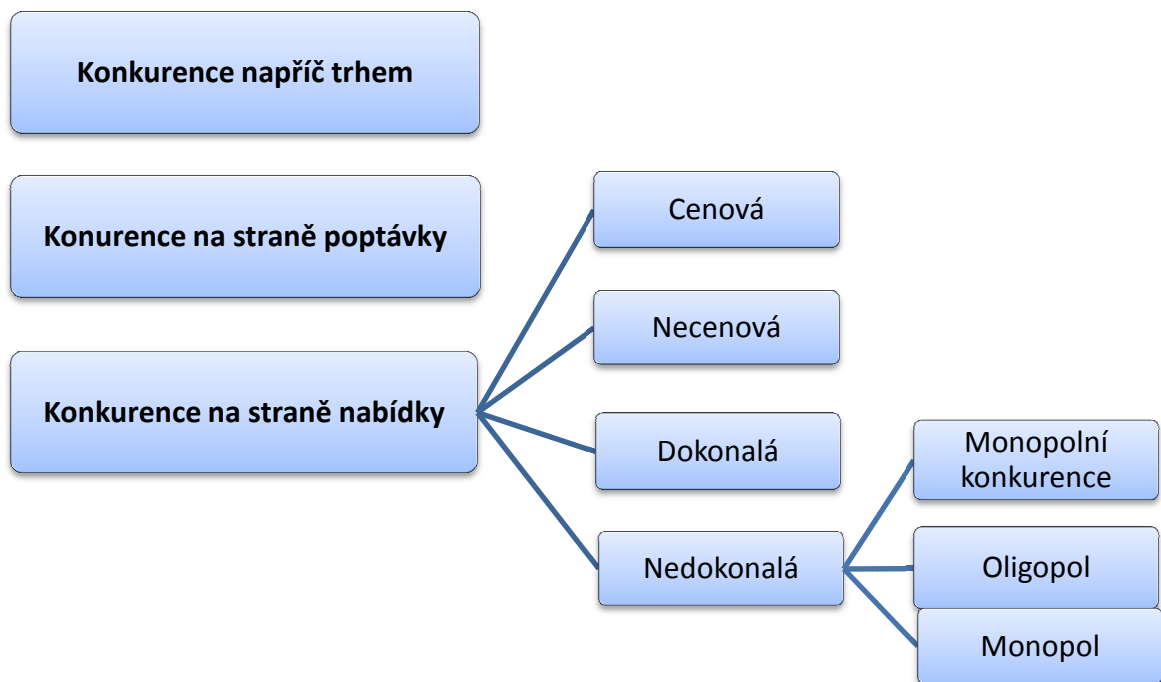 Konkurence napříč trhem
Konurence na straně poptávky
Konkurence na straně nabídky
Cenová
Necenová
Dokonalá
Nedokonalá
Monopolní
konkurence
Oligopol
Monopol